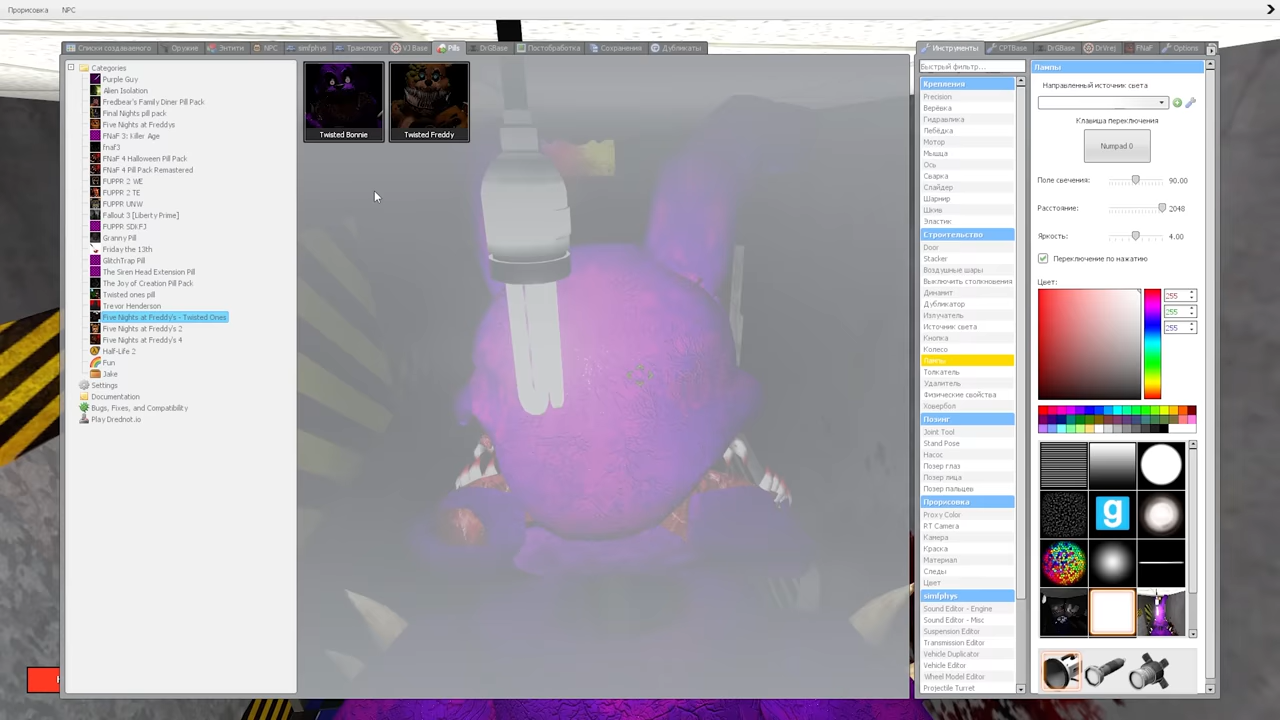 Прорисовка NPC
Списки создаваемого Оружие Энтити NPC simfphys Транспорт VJ Base Pills DrGBase Постобработка Сохранения Дубликаты
Categories
Purple Guy
Alien Isolation
Fredbear's Family Diner Pill Pack
Final Nights pill pack
Five Nights at Freddys
FNaF 3: Killer Age
fnaf3
FNaF 4 Halloween Pill Pack
FNaF 4 Pill Pack Remastered
FUPPR 2 WE
FUPPR 2 TE
FUPPR UNW
Fallout 3 [Liberty Prime]
FUPPR SDI:FJ
Granny Pill
Friday the 13th
GlitchTrap Pill
The Siren Head Extension Pill
The Joy of Creation Pill Pack
Twisted ones pill
Trevor Henderson
Five Nights at Freddy's - Twisted Ones
Five Nights at Freddy's 2
Five Nights at Freddy's 4
Half-Life 2
Fun
Jake
Settings
Documentation
Bugs, Fixes, and Compatibility
Play Drednot.io
Twisted Bonnie
Twisted Freddy
Инструменты CPTBase DrGBase DrVrej FNaF Options
Быстрый фильтр...
Крепления
Precision
Верёвка
Гидравлика
Лебёдка
Мотор
Мышца
Ось
Сварка
Слайдер
Шарнир
Шкив
Эластик
Строительство
Door
Stacker
Воздушные шары
Выключить столкновения
Динамит
Дубликатор
Излучатель
Источник света
Кнопка
Колесо
Лампы
Толкатель
Удалитель
Физические свойства
Ховербол
Позинг
Joint Tool
Stand Pose
Насос
Позер глаз
Позер лица
Позер пальцев
Прорисовка
Proxy Color
RT Camera
Камера
Краска
Материал
Следы
Цвет
simfphys
Sound Editor - Engine
Sound Editor - Misc
Suspension Editor
Transmission Editor
Vehicle Duplicator
Vehicle Editor
Wheel Model Editor
Projectile Turret
Лампы
Направленный источник света
Клавиша переключения
Numpad 0
Поле свечения: 90.00
Расстояние: 2048
Яркость: 4.00
Переключение по нажатию
Цвет:
255
255
255
g